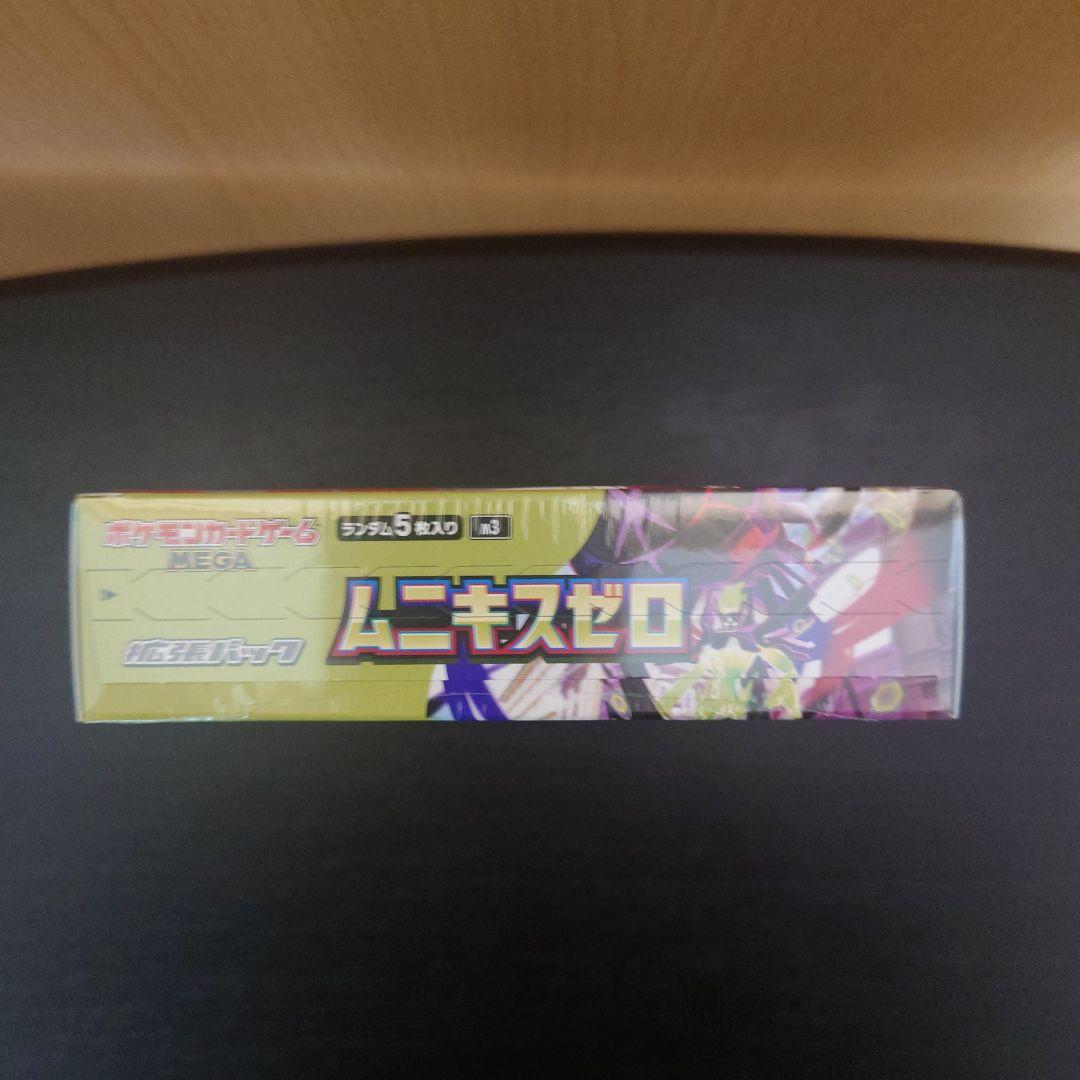 ポケモンカードゲーム
MEGA
ランダム5枚入り
m3
ムニキスゼロ
拡張パック